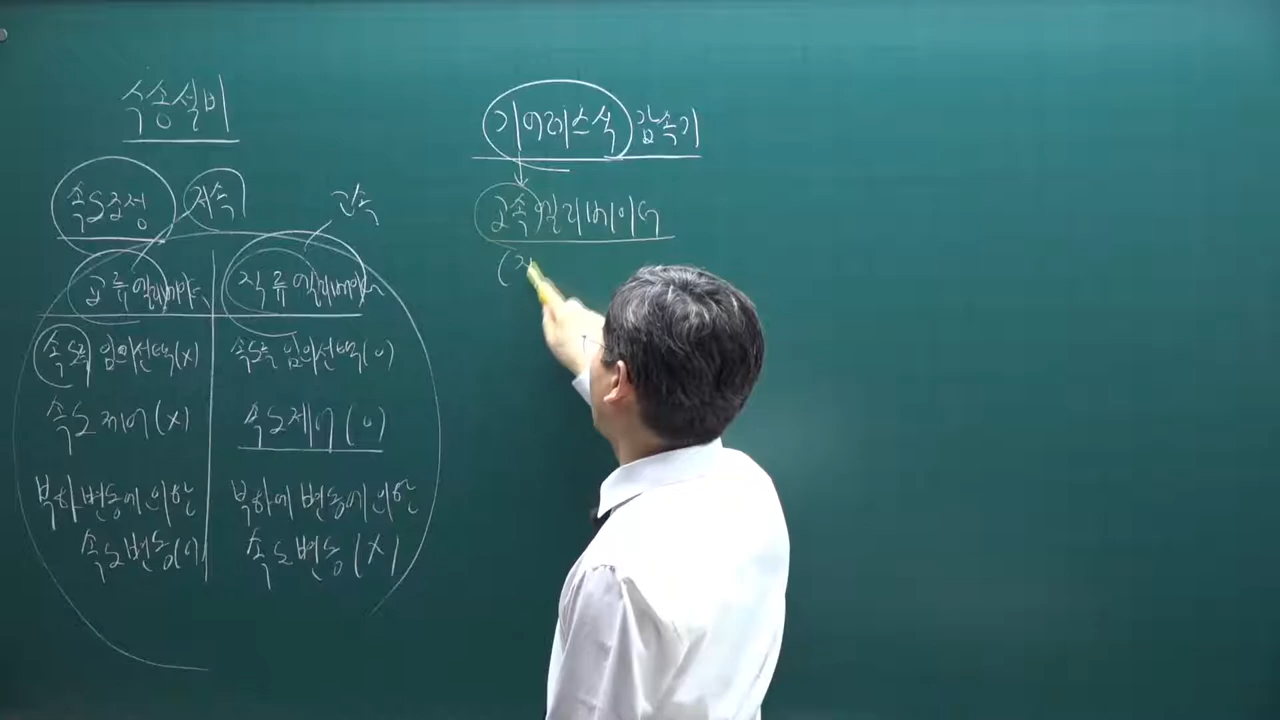 수송설비
속도조정 저속 고속
교류엘리베이터 직류엘리베이터
속도를 임의선택(X) 속도를 임의선택(O)
속도제어(X) 속도제어(O)
부하변동에 의한 부하에 변동에 의한
속도변동(O) 속도변동(X)
기어레스식 감속기
고속엘리베이터
(직